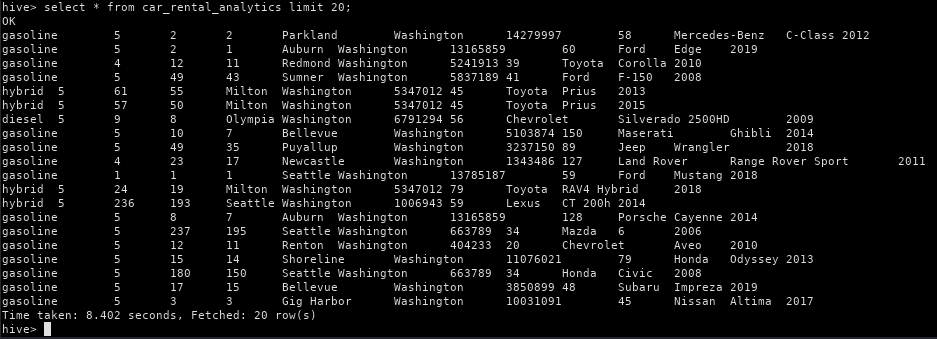 hive> select * from car_rental_analytics limit 20;
OK
gasoline 5 2 2 Parkland Washington 14279997 58 Mercedes-Benz C-Class 2012
gasoline 5 2 1 Auburn Washington 13165859 60 Ford Edge 2019
gasoline 4 12 11 Redmond Washington 5241913 39 Toyota Corolla 2010
gasoline 5 49 43 Sumner Washington 5837189 41 Ford F-150 2008
hybrid 5 61 55 Milton Washington 5347012 45 Toyota Prius 2013
hybrid 5 57 50 Milton Washington 5347012 45 Toyota Prius 2015
diesel 5 9 8 Olympia Washington 6791294 56 Chevrolet Silverado 2500HD 2009
gasoline 5 10 7 Bellevue Washington 5103874 150 Maserati Ghibli 2014
gasoline 5 49 35 Puyallup Washington 3237150 89 Jeep Wrangler 2018
gasoline 4 23 17 Newcastle Washington 1343486 127 Land Rover Range Rover Sport 2011
gasoline 1 1 1 Seattle Washington 13785187 59 Ford Mustang 2018
hybrid 5 24 19 Milton Washington 5347012 79 Toyota RAV4 Hybrid 2018
hybrid 5 236 193 Seattle Washington 1006943 59 Lexus CT 200h 2014
gasoline 5 8 7 Auburn Washington 13165859 128 Porsche Cayenne 2014
gasoline 5 237 195 Seattle Washington 663789 34 Mazda 6 2006
gasoline 5 12 11 Renton Washington 404233 20 Chevrolet Aveo 2010
gasoline 5 15 14 Shoreline Washington 11076021 79 Honda Odyssey 2013
gasoline 5 180 150 Seattle Washington 663789 34 Honda Civic 2008
gasoline 5 17 15 Bellevue Washington 3850899 48 Subaru Impreza 2019
gasoline 5 3 3 Gig Harbor Washington 10031091 45 Nissan Altima 2017
Time taken: 8.402 seconds, Fetched: 20 row(s)
hive>